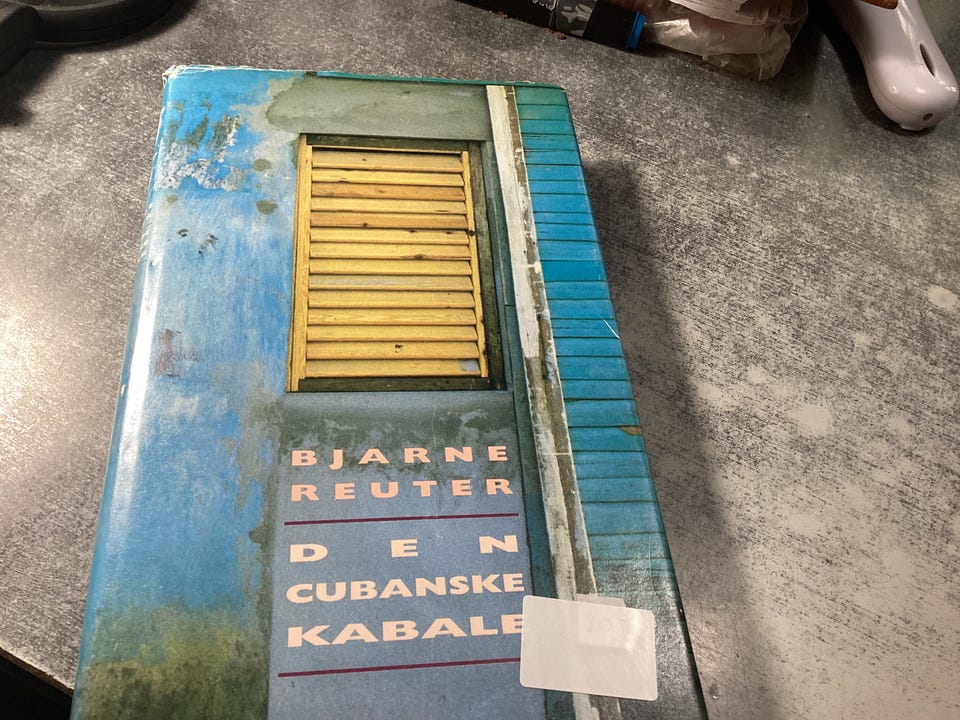 BJARNE
REUTER
DEN
CUBANSKE
KABALE